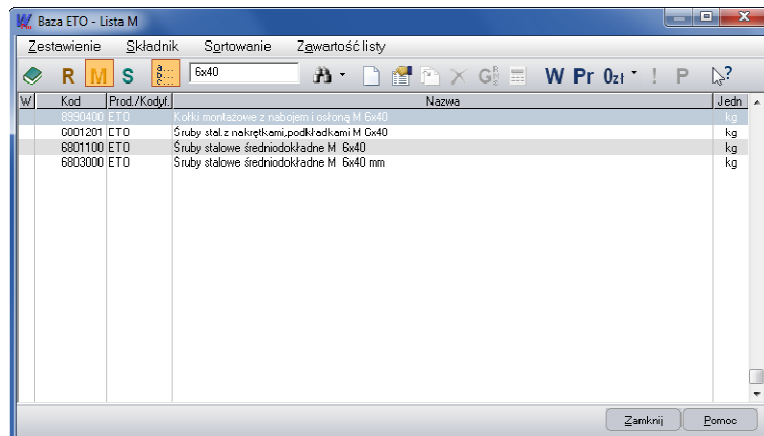 Baza ETO - Lista M
Zestawienie Składnik Sortowanie Zawartość listy
R M S 6x40 W Pr 0zł ! P ?
W Kod Prod./Kodyf. Nazwa Jedn
8990400 ETO Kołki montażowe z nabojem i osłoną M 6x40 kg
6001201 ETO Śruby stal.z nakrętkami,podkładkami M 6x40 kg
6801100 ETO Śruby stalowe średniodokładne M 6x40 kg
6803000 ETO Śruby stalowe średniodokładne M 6x40 mm kg
Zamknij Pomoc